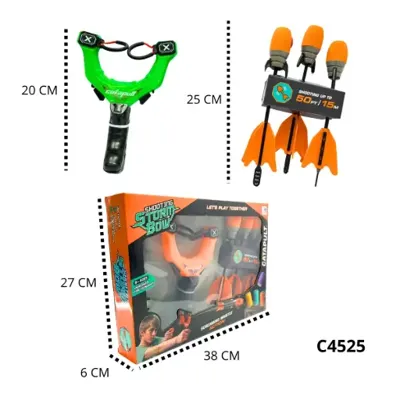 20 CM
25 CM
SHOOTING UP TO
50FT/15M
SHOOTING
STORM
BOW
LET'S PLAY TOGETHER
CATAPULT
27 CM
6 CM
38 CM
C4525